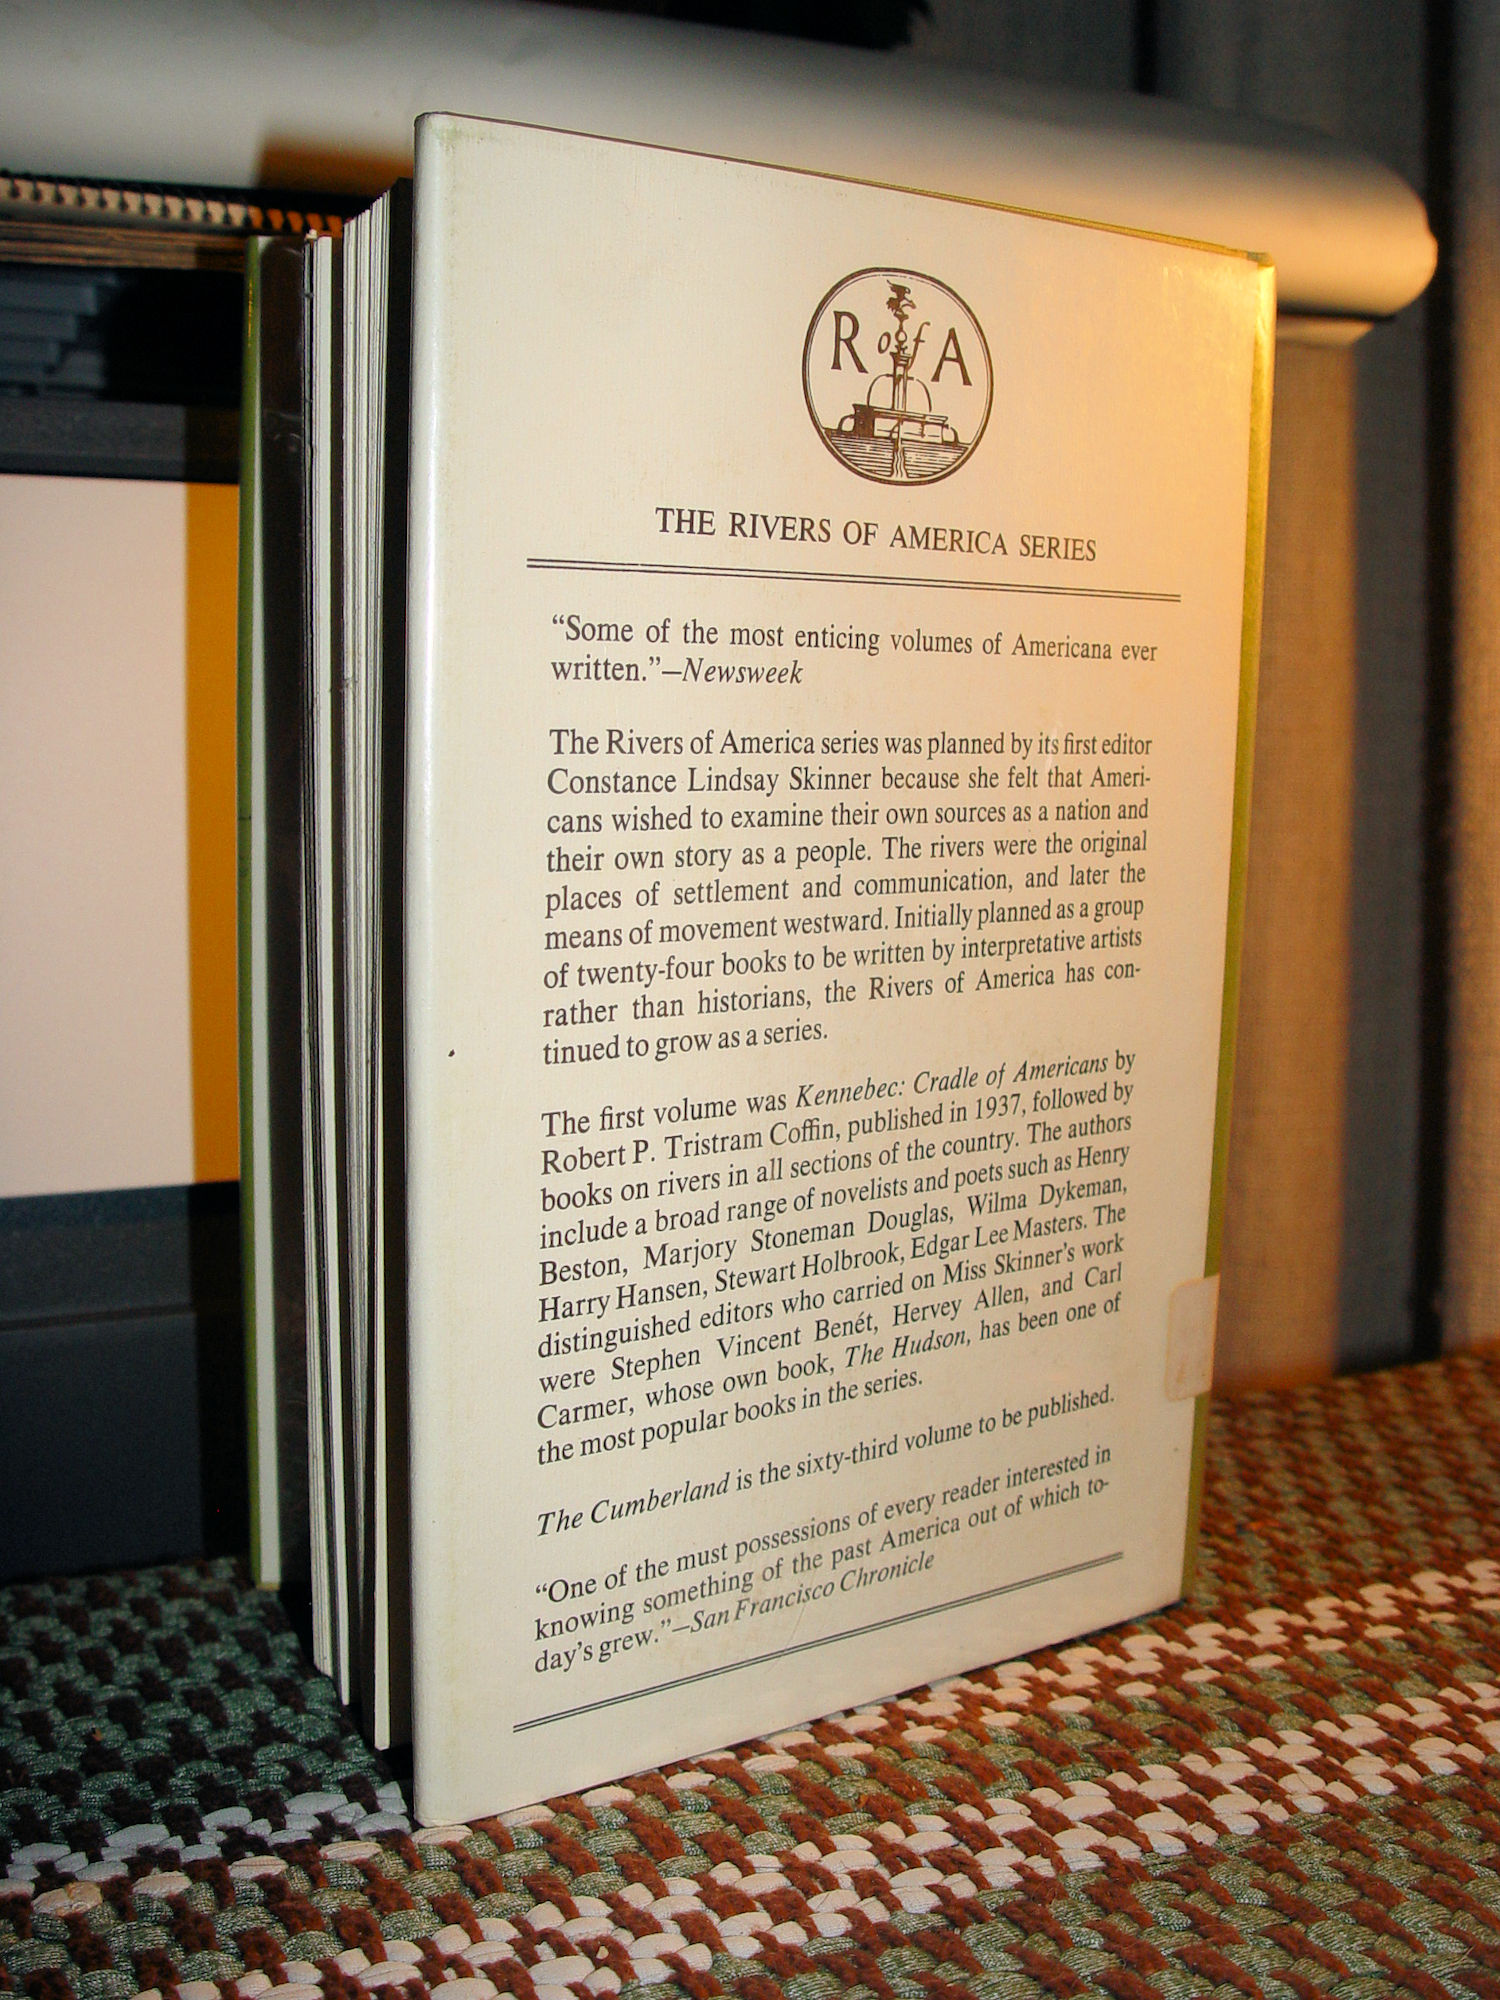 R of A
THE RIVERS OF AMERICA SERIES
“Some of the most enticing volumes of Americana ever
written.”—Newsweek
The Rivers of America series was planned by its first editor
Constance Lindsay Skinner because she felt that Ameri-
cans wished to examine their own sources as a nation and
their own story as a people. The rivers were the original
places of settlement and communication, and later the
means of movement westward. Initially planned as a group
of twenty-four books to be written by interpretative artists
rather than historians, the Rivers of America has con-
tinued to grow as a series.
The first volume was Kennebec: Cradle of Americans by
Robert P. Tristram Coffin, published in 1937, followed by
books on rivers in all sections of the country. The authors
include a broad range of novelists and poets such as Henry
Beston, Marjory Stoneman Douglas, Wilma Dykeman,
Harry Hansen, Stewart Holbrook, Edgar Lee Masters. The
distinguished editors who carried on Miss Skinner’s work
were Stephen Vincent Benét, Hervey Allen, and Carl
Carmer, whose own book, The Hudson, has been one of
the most popular books in the series.
The Cumberland is the sixty-third volume to be published.
“One of the must possessions of every reader interested in
knowing something of the past America out of which to-
day’s grew.”—San Francisco Chronicle